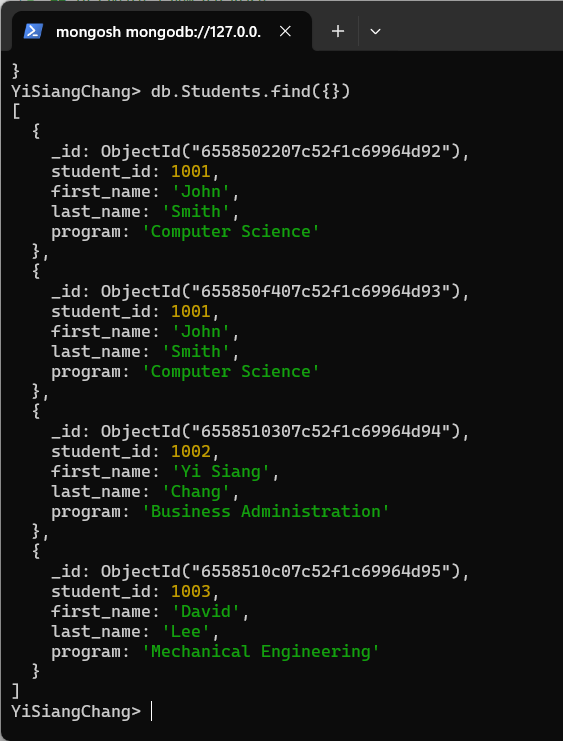 mongosh mongodb://127.0.0.
}
YiSiangChang> db.Students.find({})
[
  {
    _id: ObjectId("6558502207c52f1c69964d92"),
    student_id: 1001,
    first_name: 'John',
    last_name: 'Smith',
    program: 'Computer Science'
  },
  {
    _id: ObjectId("655850f407c52f1c69964d93"),
    student_id: 1001,
    first_name: 'John',
    last_name: 'Smith',
    program: 'Computer Science'
  },
  {
    _id: ObjectId("6558510307c52f1c69964d94"),
    student_id: 1002,
    first_name: 'Yi Siang',
    last_name: 'Chang',
    program: 'Business Administration'
  },
  {
    _id: ObjectId("6558510c07c52f1c69964d95"),
    student_id: 1003,
    first_name: 'David',
    last_name: 'Lee',
    program: 'Mechanical Engineering'
  }
]
YiSiangChang>